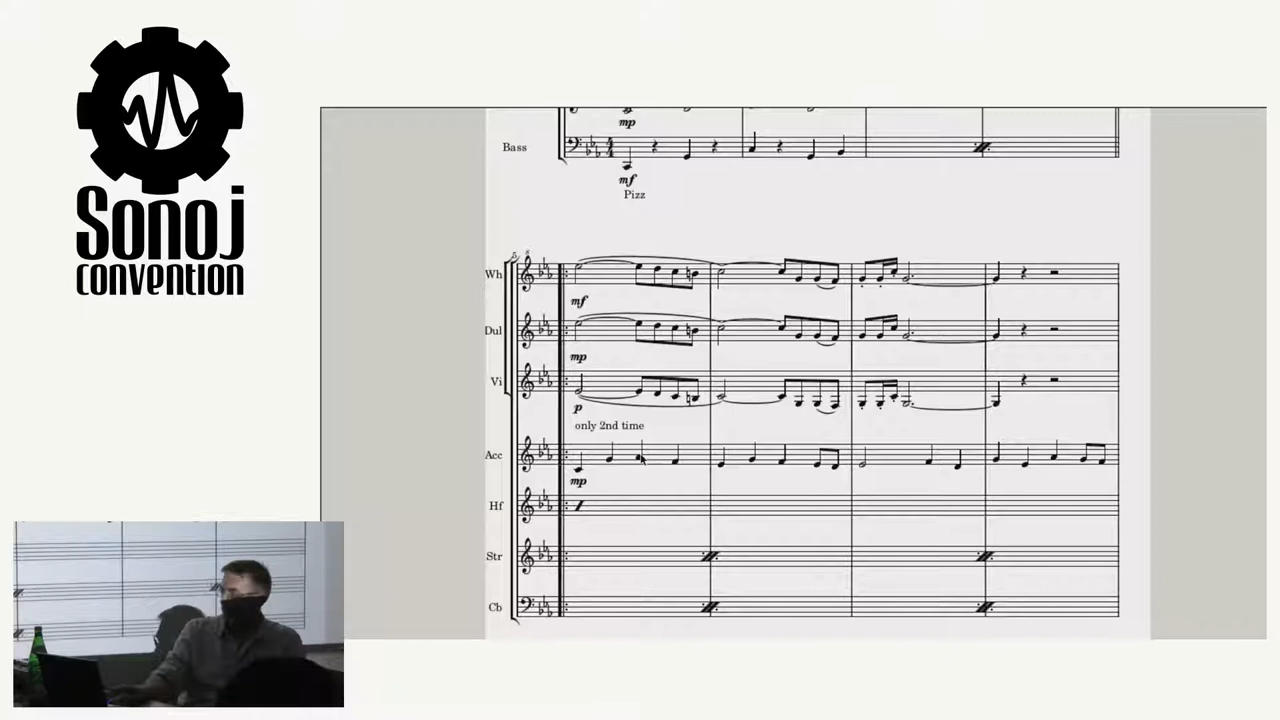 Sonoj
convention
mp
Bass
mf
Pizz
5
Wh
mf
Dul
mp
Vi
p
only 2nd time
Acc
mp
Hf
Str
Cb